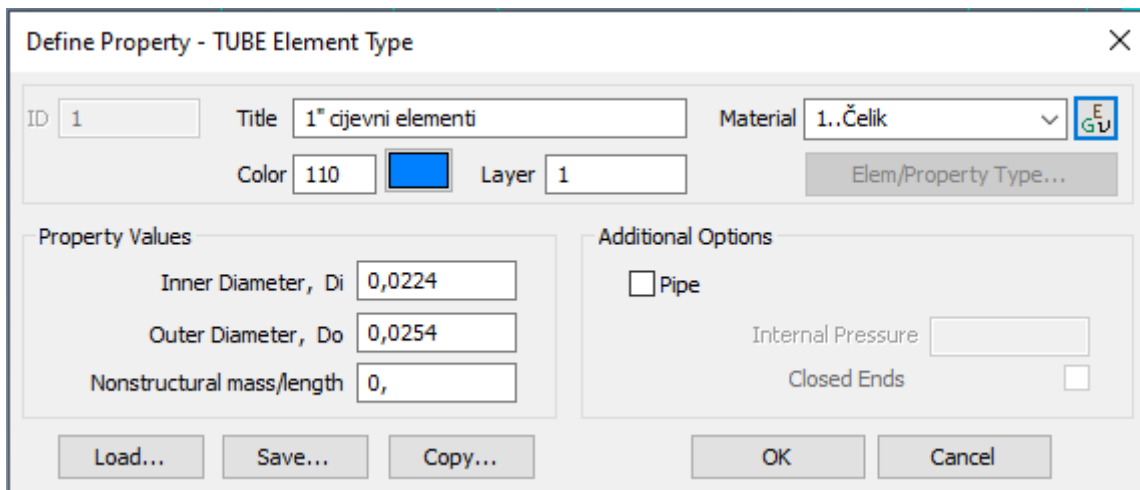 Define Property - TUBE Element Type
ID 1 Title 1" cijevni elementi Material 1..Čelik E G ν
Color 110 Layer 1 Elem/Property Type...
Property Values Additional Options
Inner Diameter, Di 0,0224 Pipe
Outer Diameter, Do 0,0254 Internal Pressure
Nonstructural mass/length 0, Closed Ends
Load... Save... Copy... OK Cancel